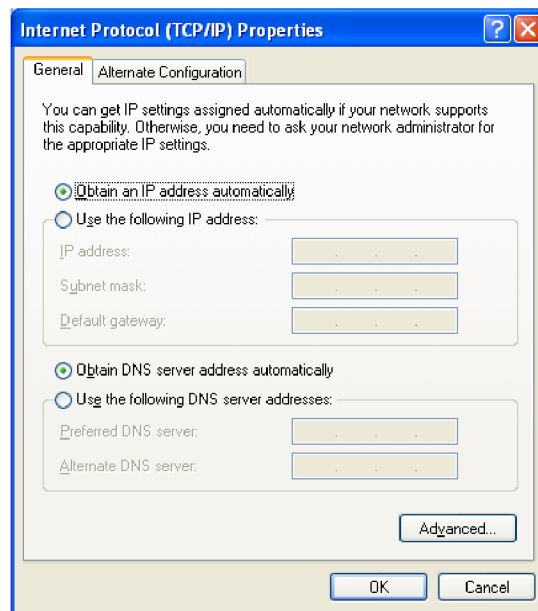 Internet Protocol (TCP/IP) Properties
General
Alternate Configuration
You can get IP settings assigned automatically if your network supports
this capability. Otherwise, you need to ask your network administrator for
the appropriate IP settings.
Obtain an IP address automatically
Use the following IP address:
IP address:
Subnet mask:
Default gateway:
Obtain DNS server address automatically
Use the following DNS server addresses:
Preferred DNS server:
Alternate DNS server:
Advanced...
OK
Cancel